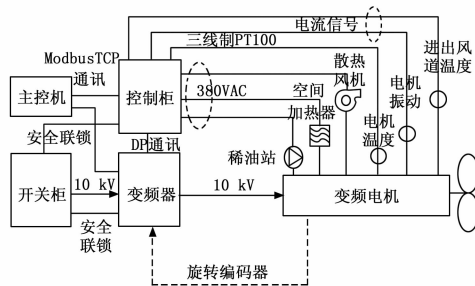 电流信号
三线制PT100
ModbusTCP
通讯
主控机
控制柜
380VAC
空间
加热器
散热
风机
进出风
道温度
电机
振动
电机
温度
安全联锁
DP通讯
稀油站
开关柜
10 kV
变频器
10 kV
变频电机
安全
联锁
旋转编码器